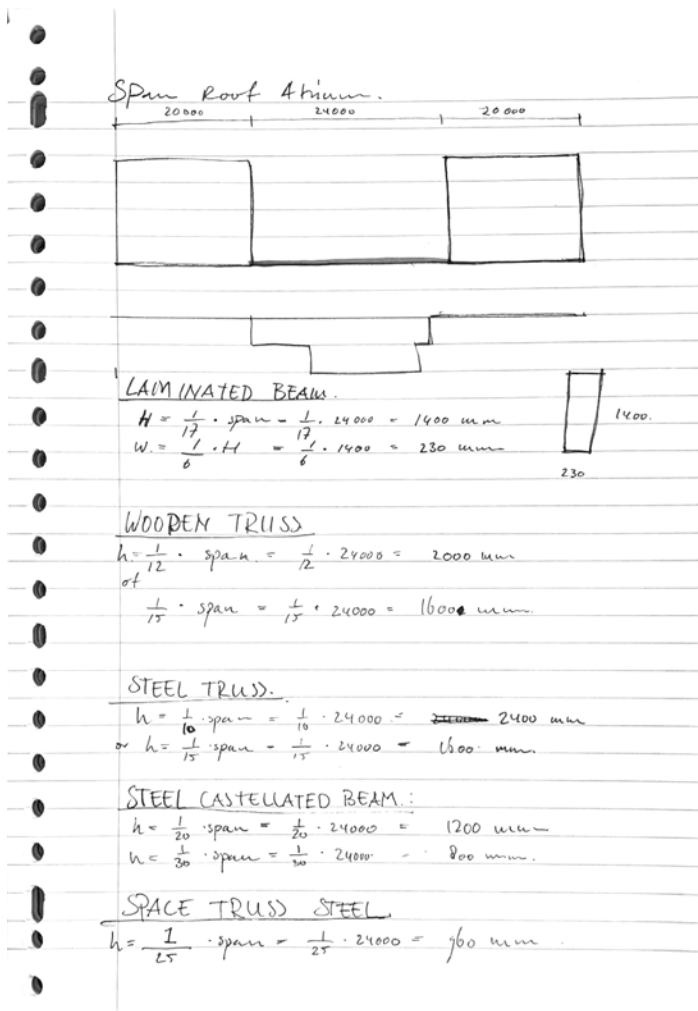 Span Roof Atrium.
20000 24000 20000
LAMINATED BEAM.
H = 1/17 · span = 1/17 · 24000 = 1400 mm
W. = 1/6 · H = 1/6 · 1400 = 230 mm
1400.
230
WOODEN TRUSS
h = 1/12 · span. = 1/12 · 24000 = 2000 mm
of
1/15 · span = 1/15 · 24000 = 1600 mm.
STEEL TRUSS.
h = 1/10 · span = 1/10 · 24000 = 2400 mm
or h = 1/15 · span = 1/15 · 24000 = 1600 mm.
STEEL CASTELLATED BEAM.:
h = 1/20 · span = 1/20 · 24000 = 1200 mm
h = 1/30 · span = 1/30 · 24000 = 800 mm.
SPACE TRUSS STEEL
h = 1/25 · span = 1/25 · 24000 = 960 mm.